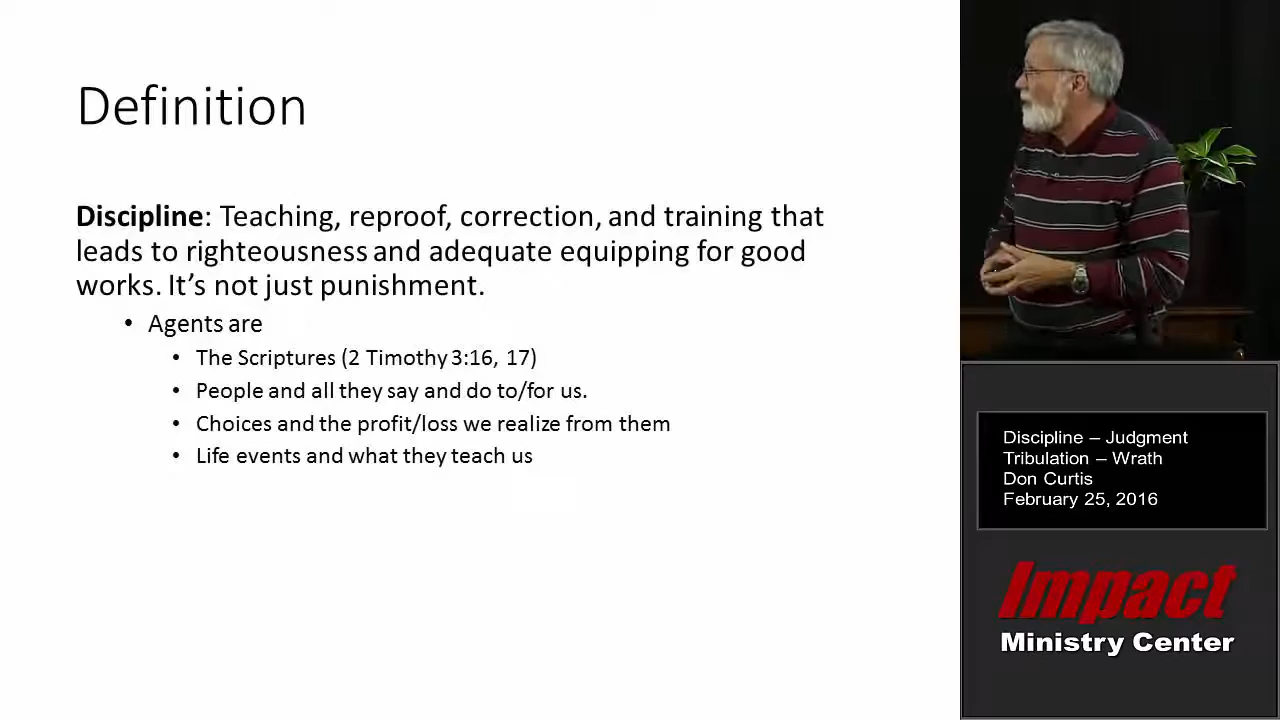 Definition
Discipline: Teaching, reproof, correction, and training that
leads to righteousness and adequate equipping for good
works. It’s not just punishment.
• Agents are
• The Scriptures (2 Timothy 3:16, 17)
• People and all they say and do to/for us.
• Choices and the profit/loss we realize from them
• Life events and what they teach us
Discipline – Judgment
Tribulation – Wrath
Don Curtis
February 25, 2016
Impact
Ministry Center